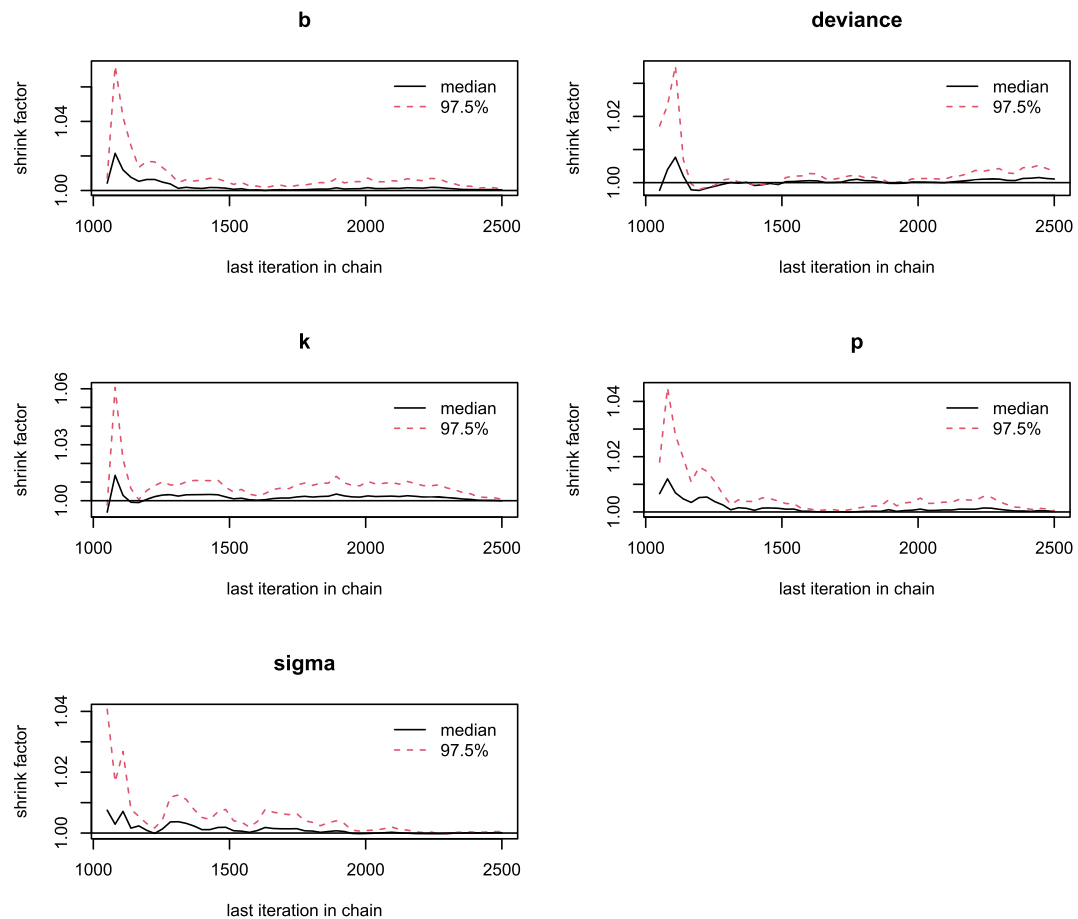 b
shrink factor
1.00
1.04
median
97.5%
1000
1500
2000
2500
last iteration in chain
deviance
shrink factor
1.00
1.02
median
97.5%
1000
1500
2000
2500
last iteration in chain
k
shrink factor
1.00
1.03
1.06
median
97.5%
1000
1500
2000
2500
last iteration in chain
p
shrink factor
1.00
1.02
1.04
median
97.5%
1000
1500
2000
2500
last iteration in chain
sigma
shrink factor
1.00
1.02
1.04
median
97.5%
1000
1500
2000
2500
last iteration in chain